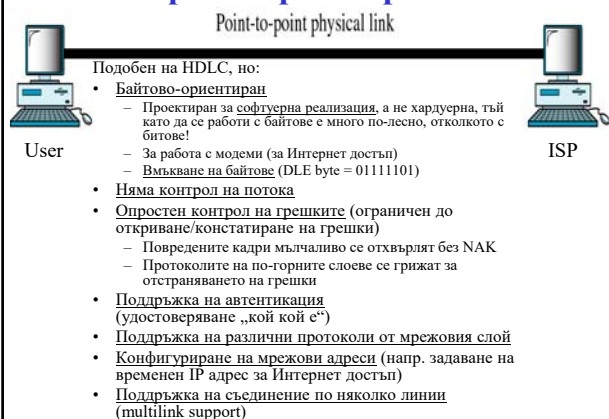 Point-to-point physical link
User
ISP
Подобен на HDLC, но:
• Байтово-ориентиран
– Проектиран за софтуерна реализация, а не хардуерна, тъй
като да се работи с байтове е много по-лесно, отколкото с
битове!
– За работа с модеми (за Интернет достъп)
– Вмъкване на байтове (DLE byte = 01111101)
• Няма контрол на потока
• Опростен контрол на грешките (ограничен до
откриване/констатиране на грешки)
– Повредените кадри мълчаливо се отхвърлят без NAK
– Протоколите на по-горните слоеве се грижат за
отстраняването на грешки
• Поддръжка на автентикация
(удостоверяване „кой кой е“)
• Поддръжка на различни протоколи от мрежовия слой
• Конфигуриране на мрежови адреси (напр. задаване на
временен IP адрес за Интернет достъп)
• Поддръжка на съединение по няколко линии
(multilink support)